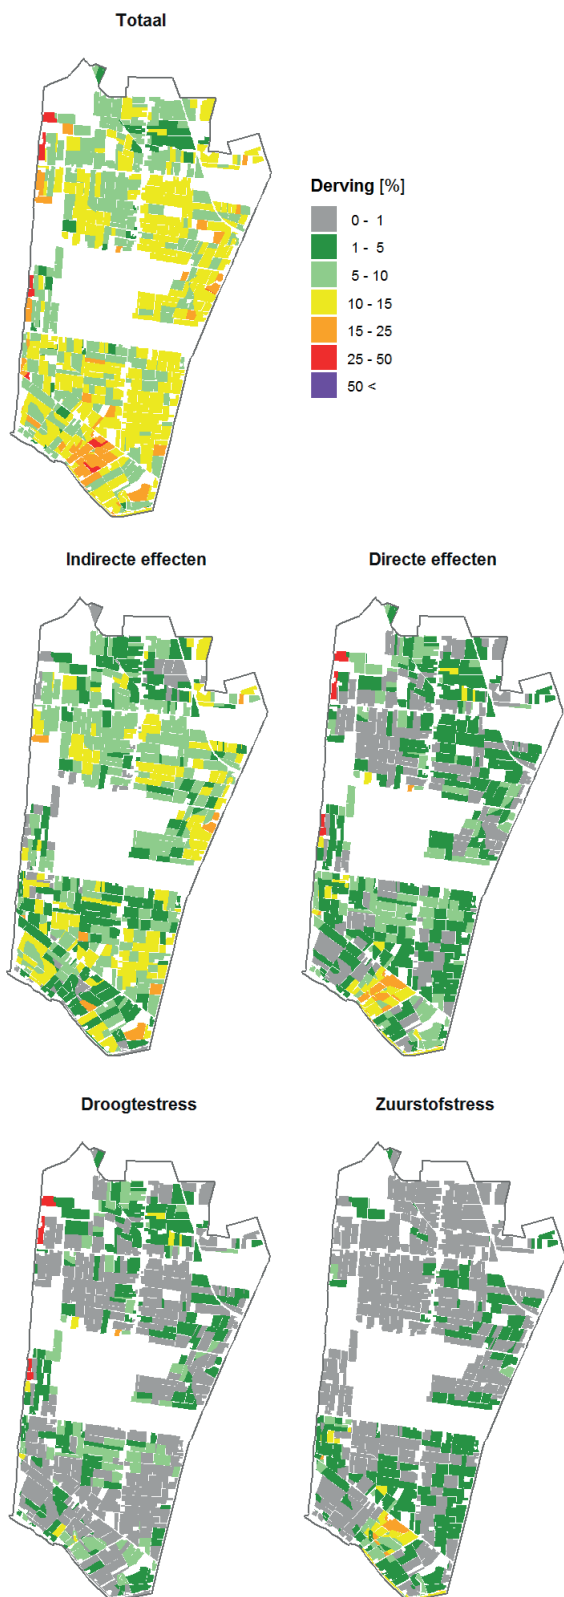 Totaal
Derving [%]
0 - 1
1 - 5
5 - 10
10 - 15
15 - 25
25 - 50
50 <
Indirecte effecten
Directe effecten
Droogtestress
Zuurstofstress